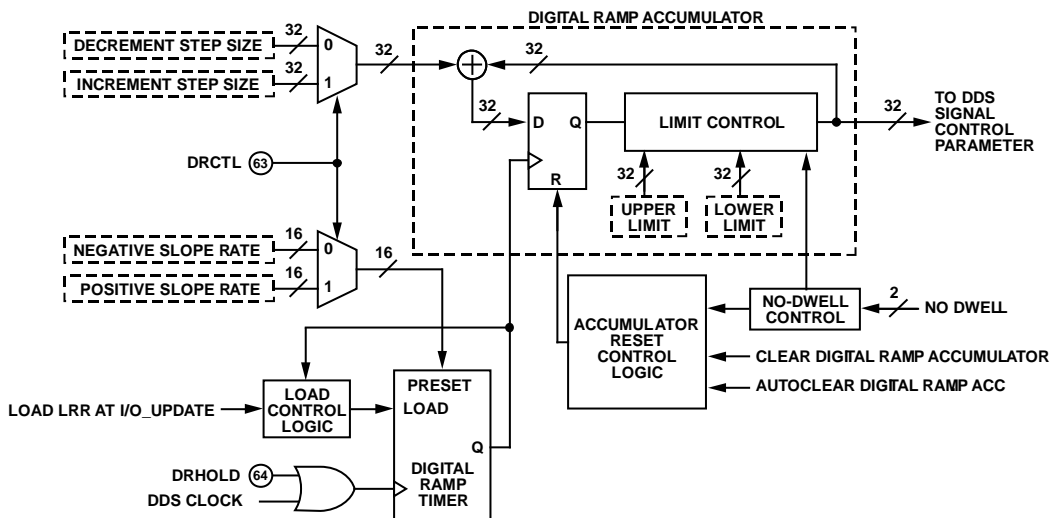 DIGITAL RAMP ACCUMULATOR
DECREMENT STEP SIZE
32
0
32
INCREMENT STEP SIZE
32
1
32
32
D
Q
R
LIMIT CONTROL
32
TO DDS
SIGNAL
CONTROL
PARAMETER
DRCTL
63
32
32
UPPER
LIMIT
LOWER
LIMIT
NEGATIVE SLOPE RATE
16
0
16
POSITIVE SLOPE RATE
16
1
ACCUMULATOR
RESET
CONTROL
LOGIC
NO-DWELL
CONTROL
2
NO DWELL
CLEAR DIGITAL RAMP ACCUMULATOR
AUTOCLEAR DIGITAL RAMP ACC
LOAD LRR AT I/O_UPDATE
LOAD
CONTROL
LOGIC
PRESET
LOAD
Q
DIGITAL
RAMP
TIMER
DRHOLD
64
DDS CLOCK